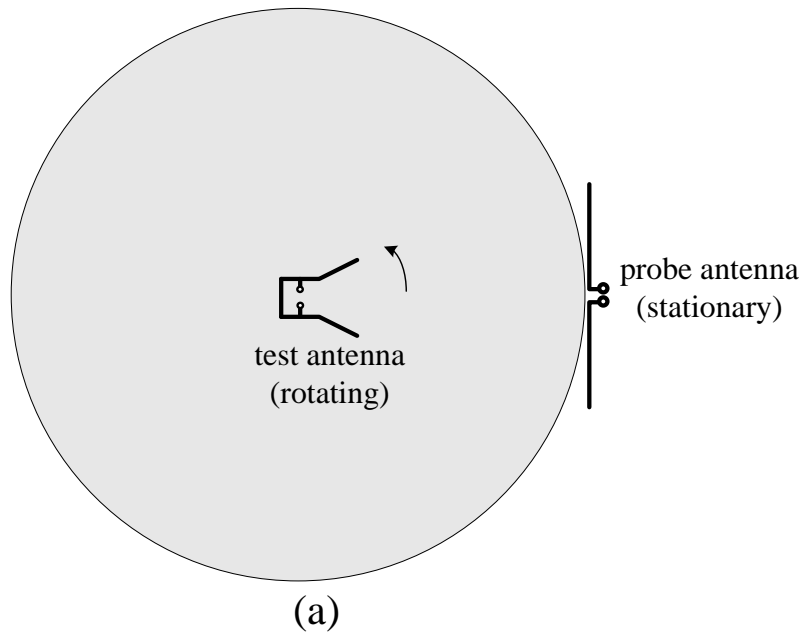 probe antenna
(stationary)
test antenna
(rotating)
(a)